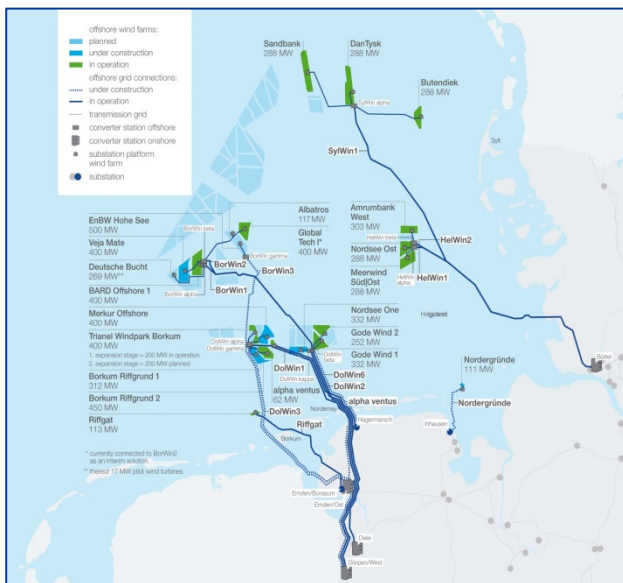 offshore wind farms:
planned
under construction
in operation
offshore grid connections:
under construction
in operation
transmission grid
converter station offshore
converter station onshore
substation platform
wind farm
substation
Sandbank
288 MW
DanTysk
288 MW
Butendiek
288 MW
SylWin alpha
SylWin1
Sylt
EnBW Hohe See
500 MW
Veja Mate
400 MW
Deutsche Bucht
269 MW**
BARD Offshore 1
400 MW
Merkur Offshore
400 MW
Trianel Windpark Borkum
400 MW
1. expansion stage = 200 MW in operation
2. expansion stage = 200 MW planned
Borkum Riffgrund 1
312 MW
Borkum Riffgrund 2
450 MW
Riffgat
113 MW
* currently connected to BorWin2
as an interim solution
** thereof 17 MW pilot wind turbines
Albatros
117 MW
Global
Tech I*
400 MW
BorWin beta
BorWin gamma
BorWin alpha
BorWin2
BorWin3
BorWin1
Amrumbank
West
303 MW
Nordsee Ost
288 MW
Meerwind
Süd|Ost
288 MW
HelWin beta
HelWin alpha
HelWin2
HelWin1
Helgoland
Nordsee One
332 MW
Gode Wind 2
252 MW
Gode Wind 1
332 MW
DolWin alpha
DolWin gamma
DolWin beta
DolWin kappa
DolWin1
DolWin6
DolWin2
alpha ventus
alpha ventus
62 MW
DolWin3
Riffgat
Borkum
Norderney
Hagermarsch
Nordergründe
111 MW
Nordergründe
Inhausen
Büttel
Emden/Borssum
Emden/Ost
Diele
Dörpen/West